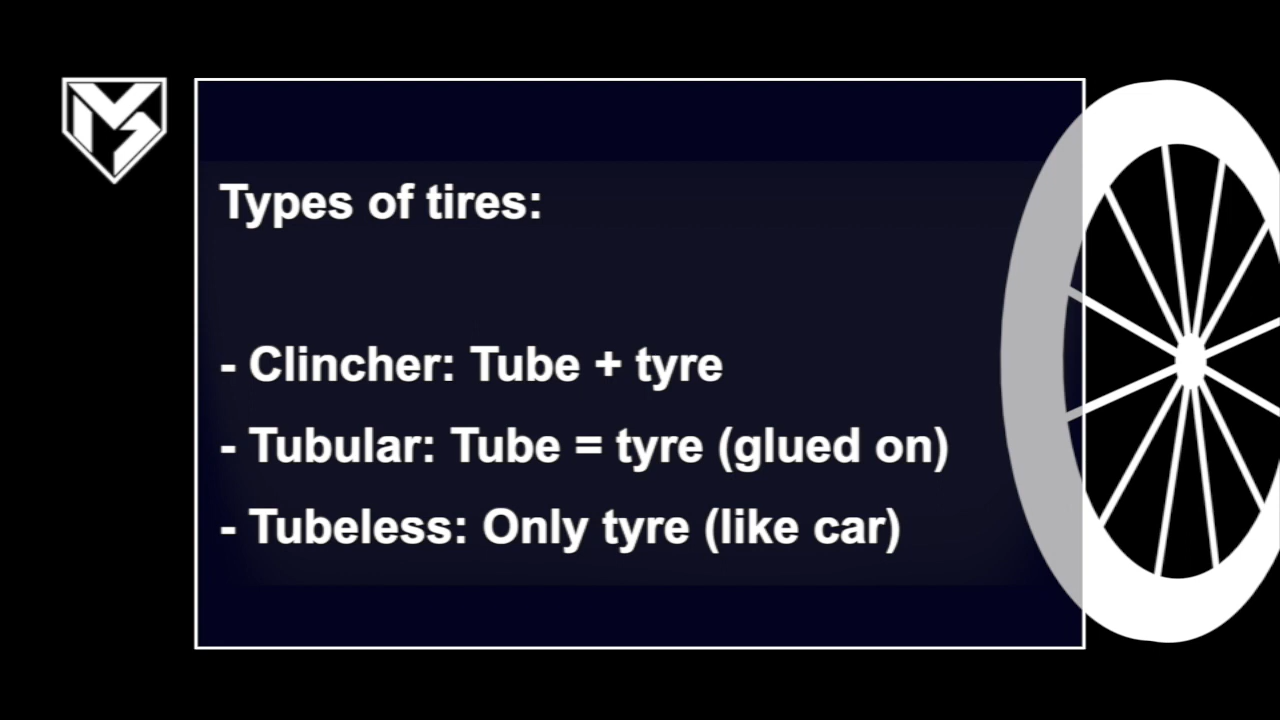 Types of tires:
- Clincher: Tube + tyre
- Tubular: Tube = tyre (glued on)
- Tubeless: Only tyre (like car)